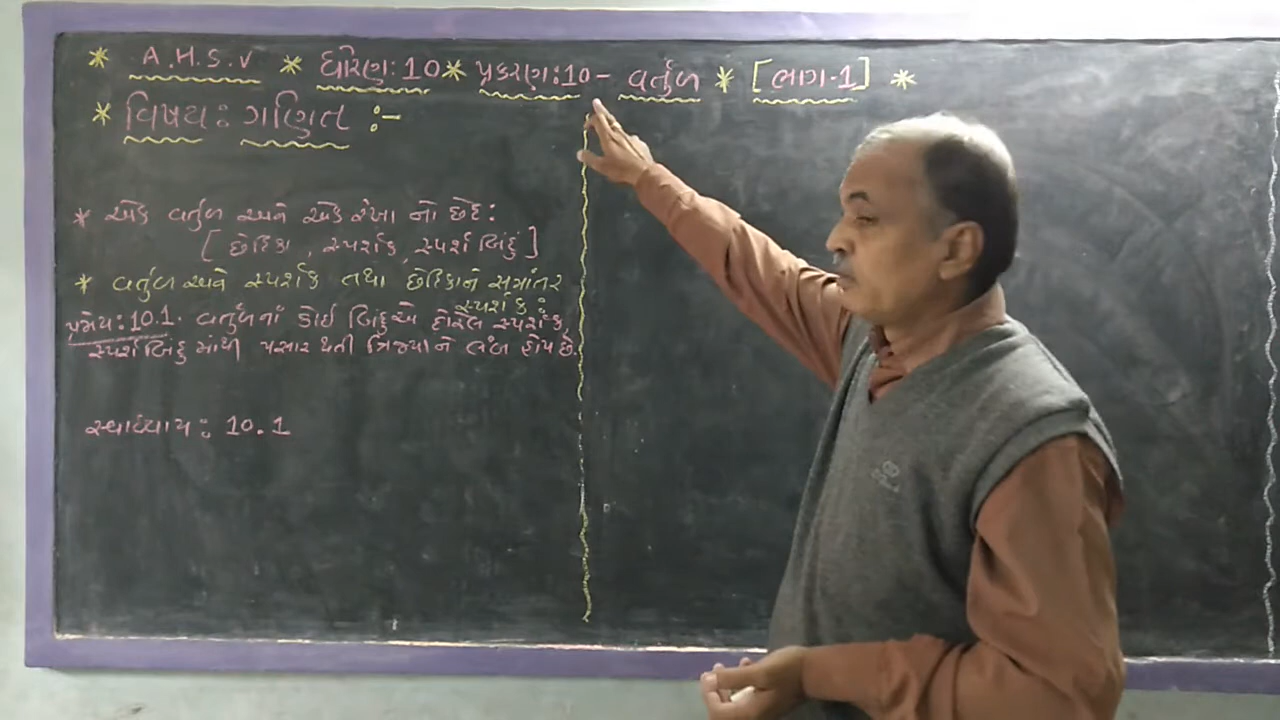 * A.H.S.V * ધોરણ:10 * પ્રકરણ:10 - વર્તુળ * [ભાગ-1] *
* વિષય: ગણિત :-
* એક વર્તુળ અને એક રેખા નો છેદ:
[છેદિકા, સ્પર્શક, સ્પર્શ બિંદુ]
* વર્તુળ અને સ્પર્શક તથા છેદિકાને સમાંતર
સ્પર્શક:
પ્રમેય:10.1. વર્તુળનાં કોઈ બિંદુએ દોરેલ સ્પર્શક,
સ્પર્શબિંદુ માંથી પસાર થતી ત્રિજ્યાને લંબ હોય છે.
સ્વાધ્યાય: 10.1